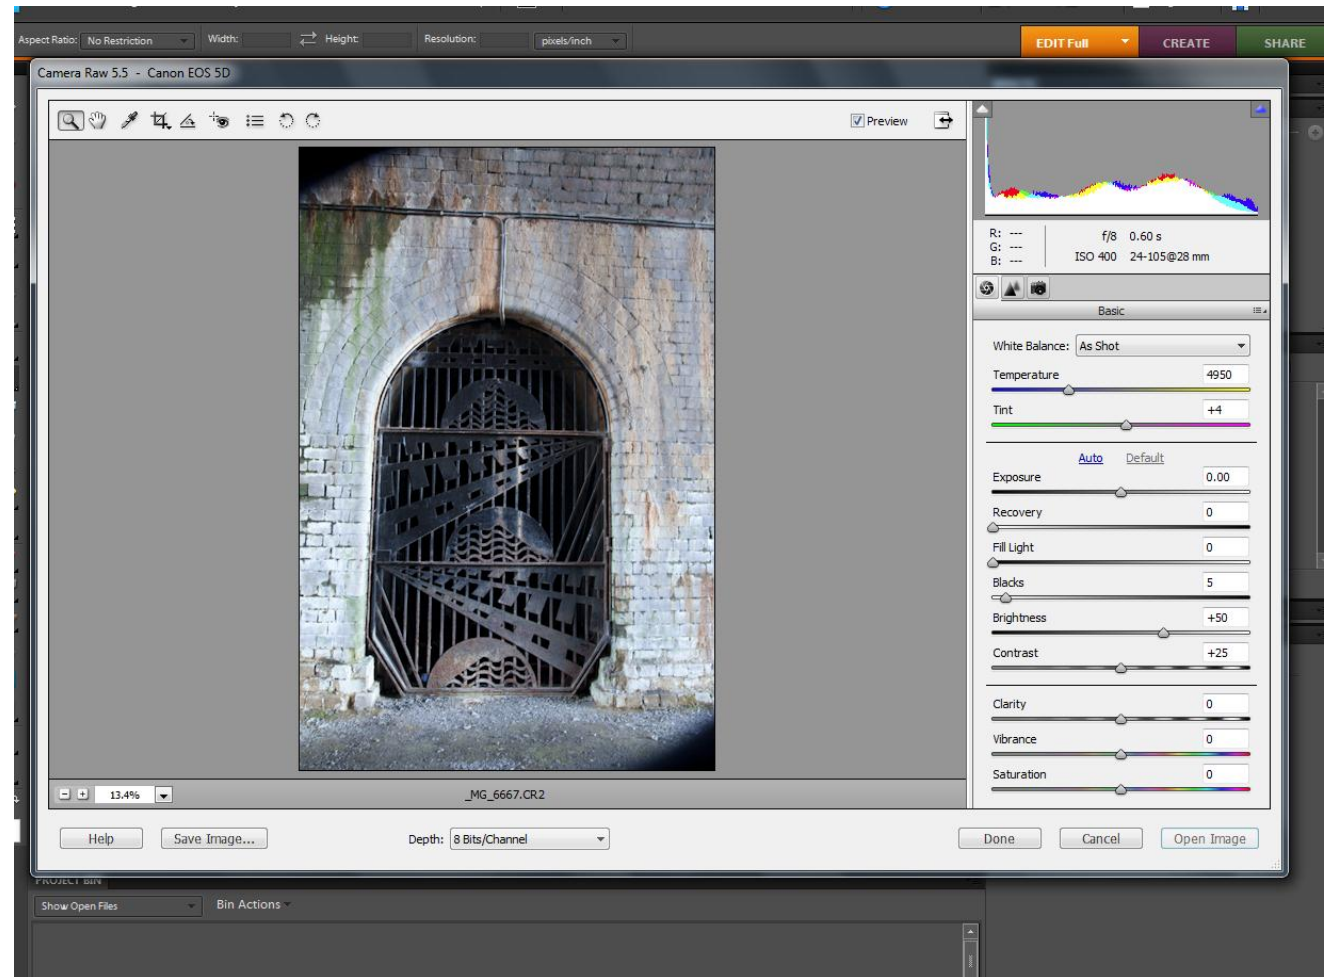 Aspect Ratio: No Restriction Width: Height: Resolution: pixels/inch EDIT Full CREATE SHARE
Camera Raw 5.5 - Canon EOS 5D
Preview
R: --- f/8 0.60 s
G: ---
B: --- ISO 400 24-105@28 mm
Basic
White Balance: As Shot
Temperature 4950
Tint +4
Auto Default
Exposure 0.00
Recovery 0
Fill Light 0
Blacks 5
Brightness +50
Contrast +25
Clarity 0
Vibrance 0
Saturation 0
13.4% _MG_6667.CR2
Help Save Image... Depth: 8 Bits/Channel Done Cancel Open Image
PROJECT BIN
Show Open Files Bin Actions